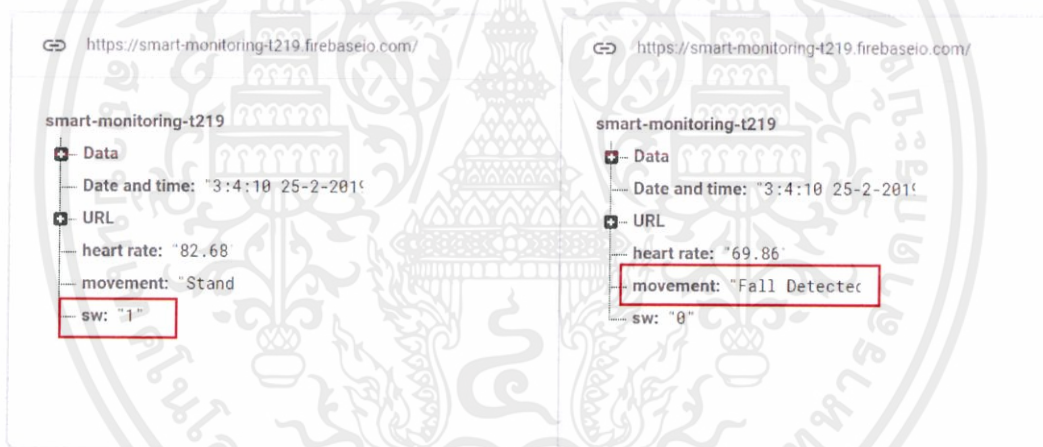 https://smart-monitoring-t219.firebaseio.com/
smart-monitoring-t219
Data
Date and time: "3:4:10 25-2-201
URL
heart rate: "82.68
movement: "Stand
sw: "1"
https://smart-monitoring-t219.firebaseio.com/
smart-monitoring-t219
Data
Date and time: "3:4:10 25-2-201
URL
heart rate: "69.86
movement: "Fall Detected
sw: "0"